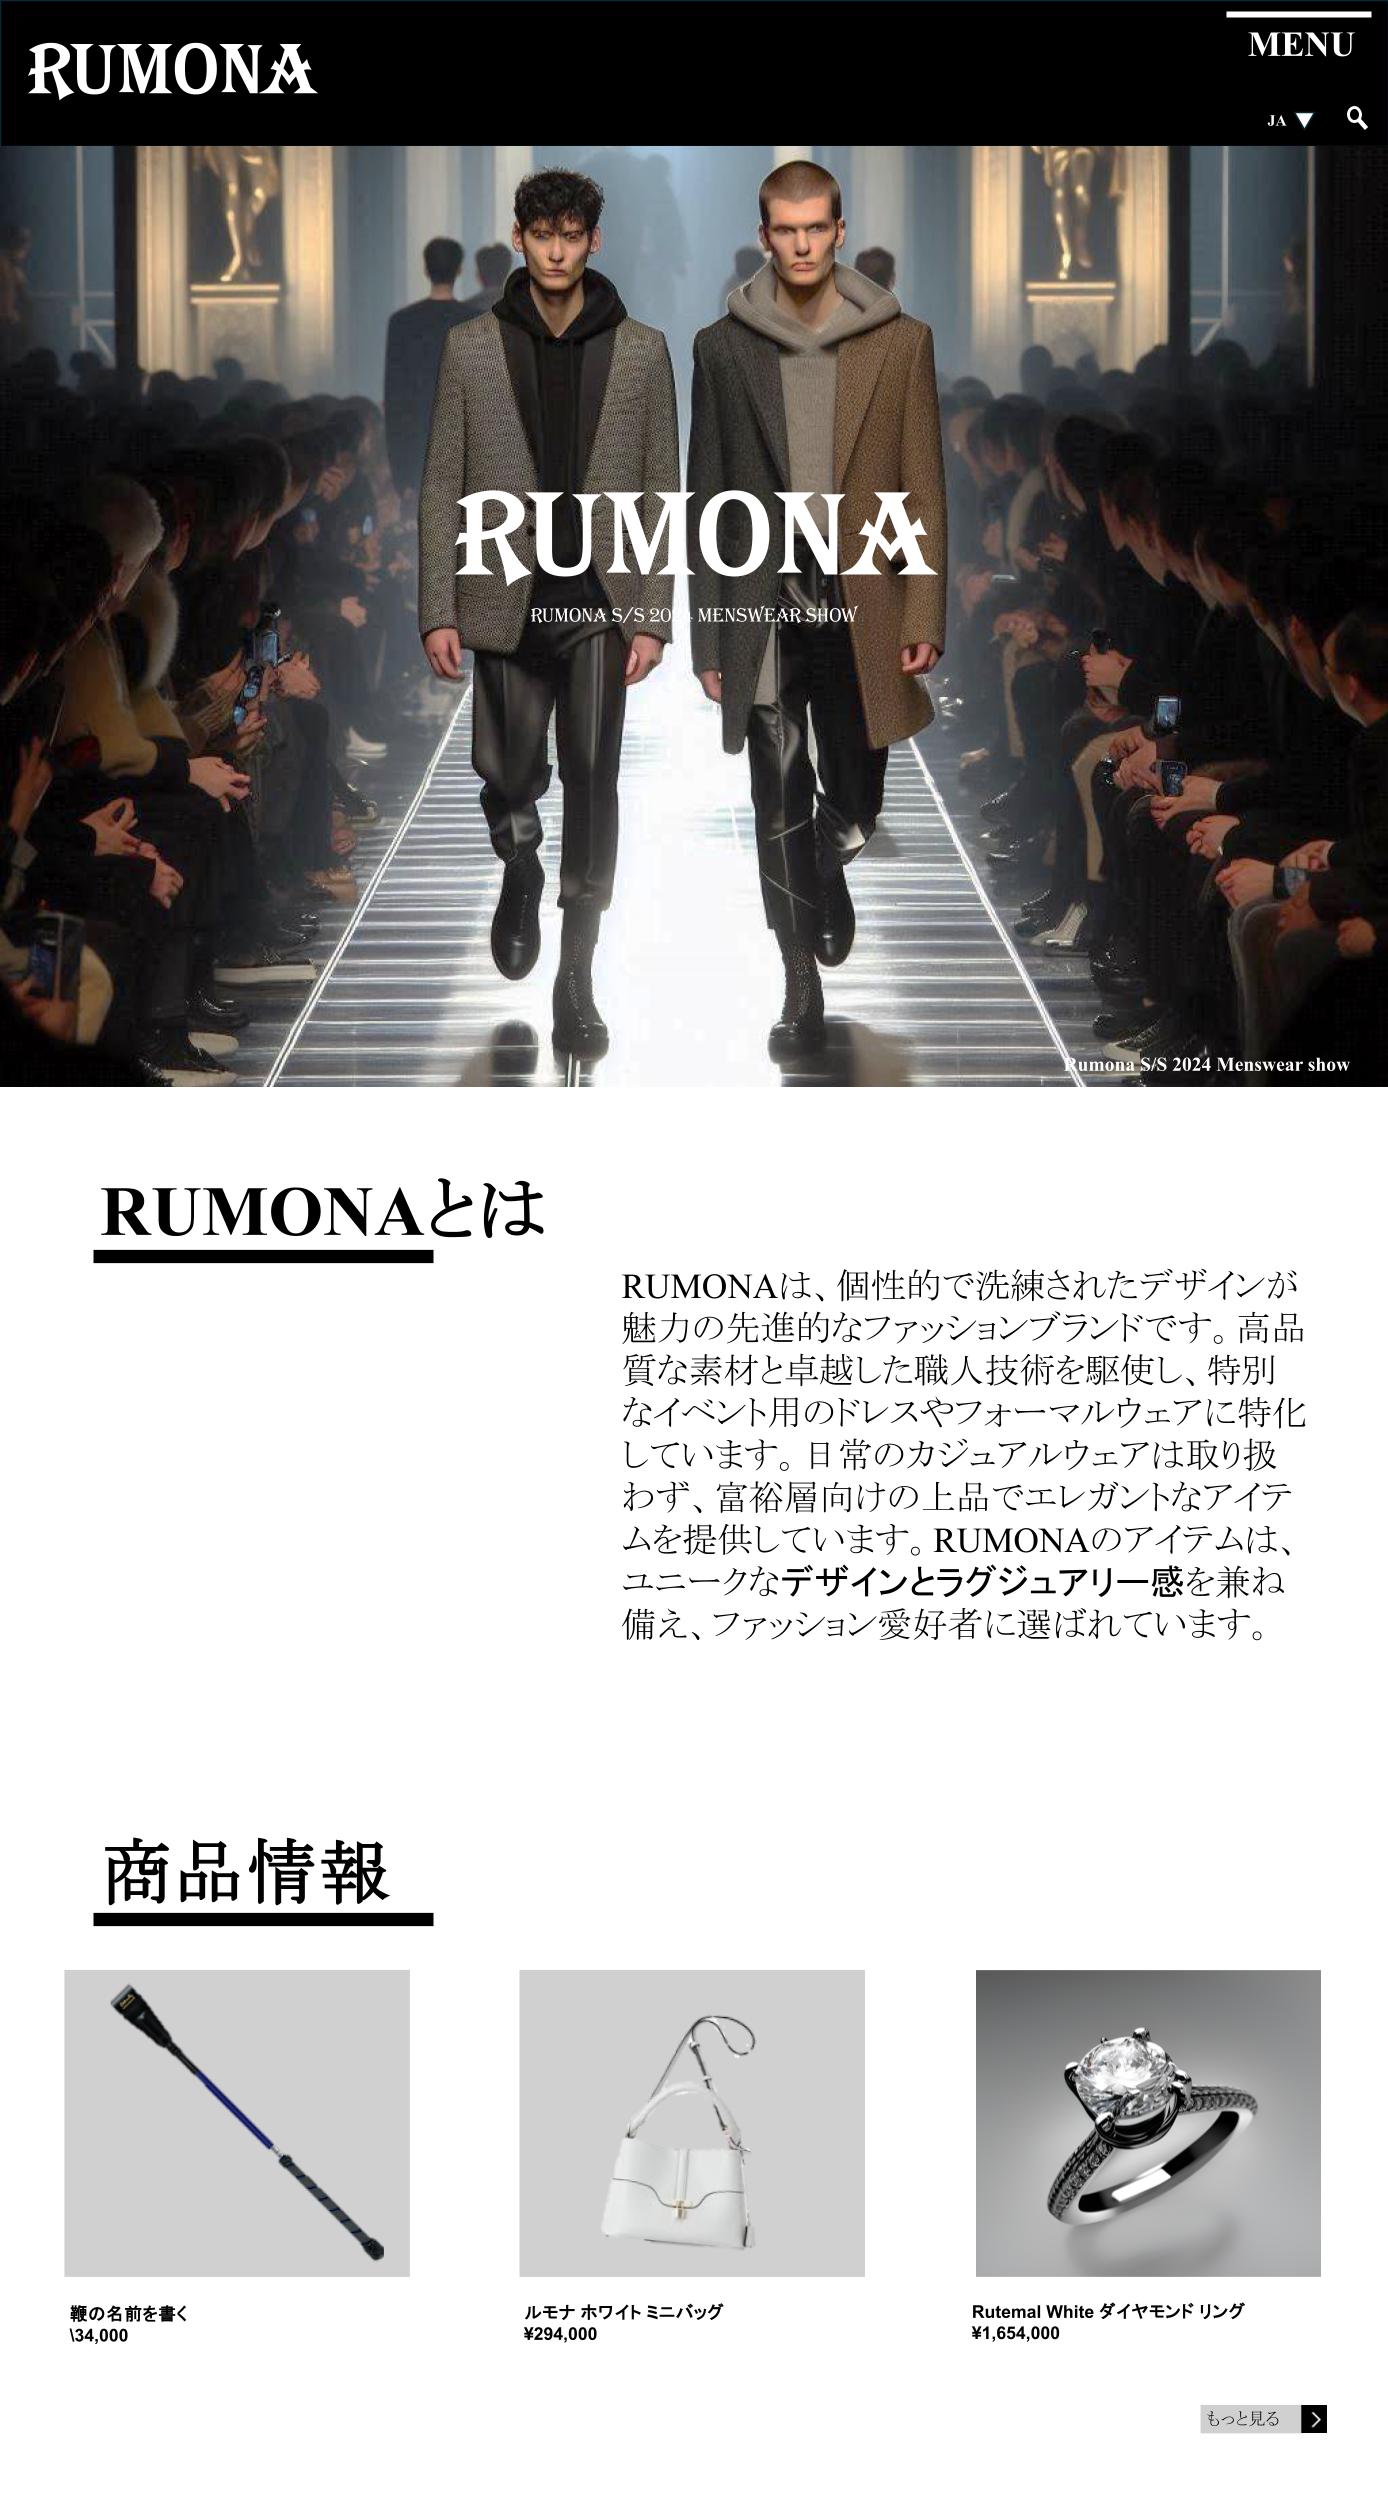 RUMONA
MENU
JA
RUMONA
RUMONA S/S 2024 MENSWEAR SHOW
Rumona S/S 2024 Menswear show
RUMONAとは
RUMONAは、個性的で洗練されたデザインが
魅力の先進的なファッションブランドです。高品
質な素材と卓越した職人技術を駆使し、特別
なイベント用のドレスやフォーマルウェアに特化
しています。日常のカジュアルウェアは取り扱
わず、富裕層向けの上品でエレガントなアイテ
ムを提供しています。RUMONAのアイテムは、
ユニークなデザインとラグジュアリー感を兼ね
備え、ファッション愛好者に選ばれています。
商品情報
鞭の名前を書く
\34,000
ルモナ ホワイト ミニバッグ
¥294,000
Rutemal White ダイヤモンド リング
¥1,654,000
もっと見る